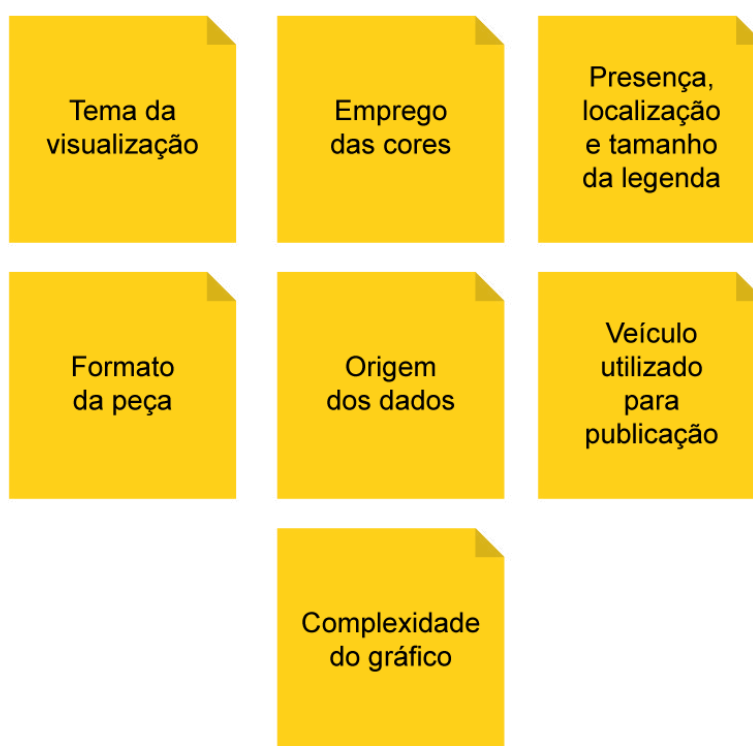 Tema da
visualização
Emprego
das cores
Presença,
localização
e tamanho
da legenda
Formato
da peça
Origem
dos dados
Veículo
utilizado
para
publicação
Complexidade
do gráfico